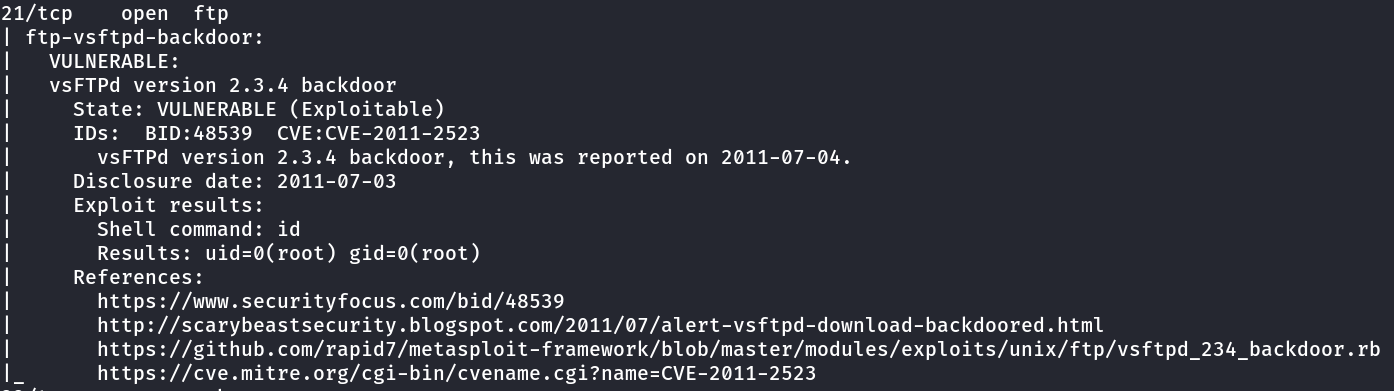 21/tcp    open  ftp
| ftp-vsftpd-backdoor:
|   VULNERABLE:
|   vsFTPd version 2.3.4 backdoor
|     State: VULNERABLE (Exploitable)
|     IDs:  BID:48539  CVE:CVE-2011-2523
|       vsFTPd version 2.3.4 backdoor, this was reported on 2011-07-04.
|     Disclosure date: 2011-07-03
|     Exploit results:
|       Shell command: id
|       Results: uid=0(root) gid=0(root)
|     References:
|       https://www.securityfocus.com/bid/48539
|       http://scarybeastsecurity.blogspot.com/2011/07/alert-vsftpd-download-backdoored.html
|       https://github.com/rapid7/metasploit-framework/blob/master/modules/exploits/unix/ftp/vsftpd_234_backdoor.rb
|_      https://cve.mitre.org/cgi-bin/cvename.cgi?name=CVE-2011-2523